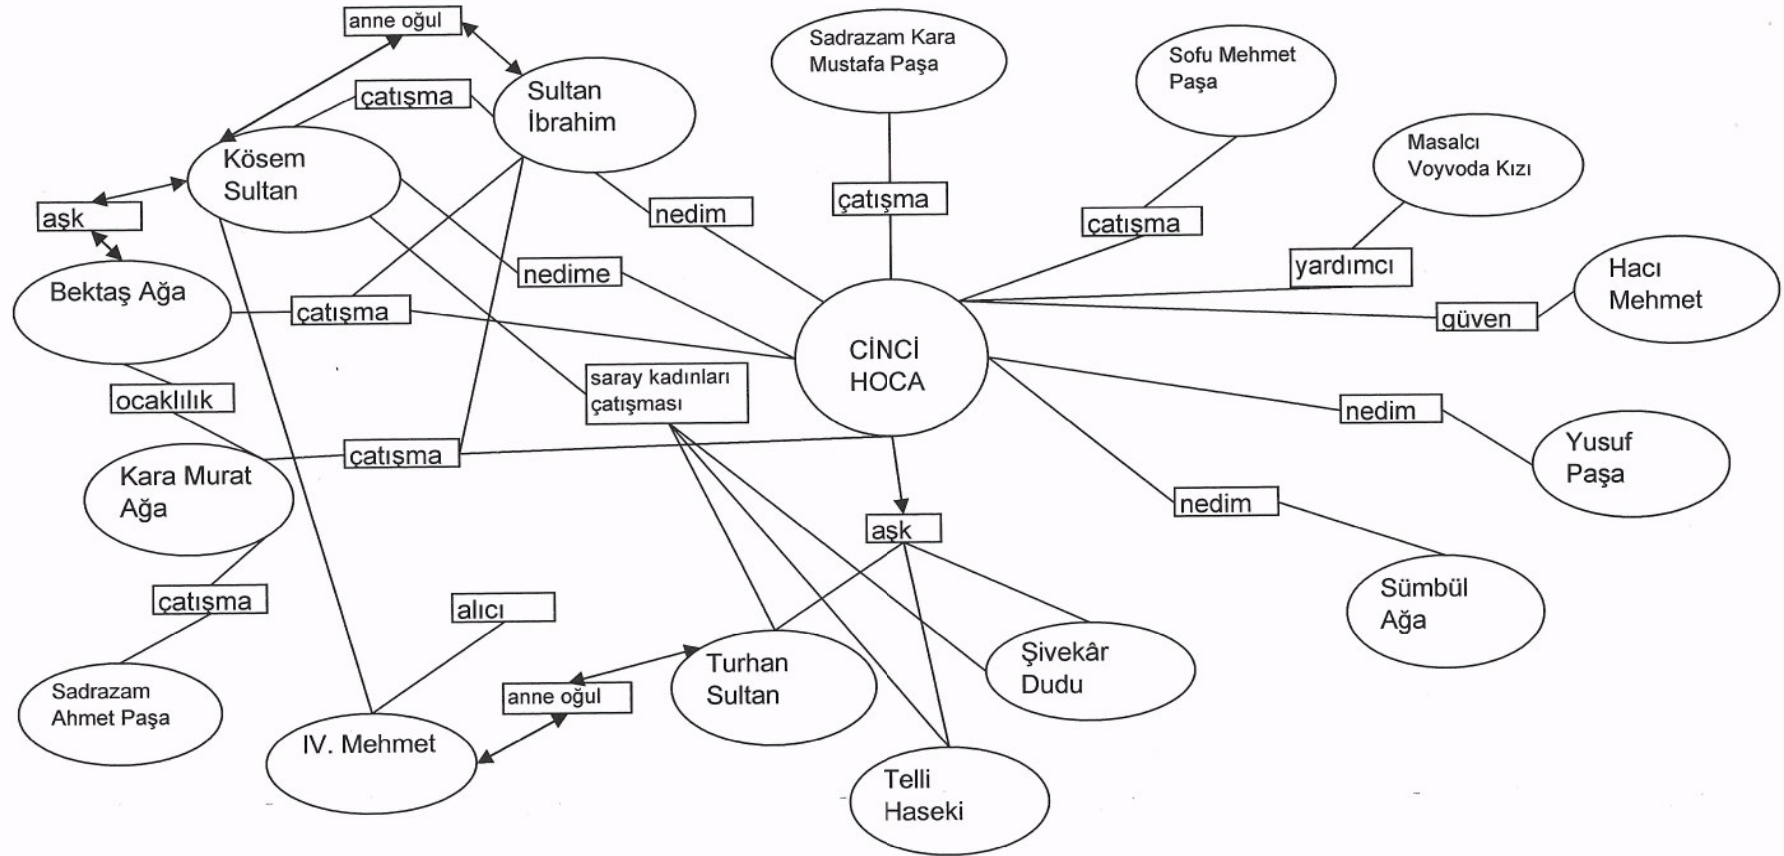 anne oğul
Sadrazam Kara
Mustafa Paşa
Sofu Mehmet
Paşa
çatışma
Sultan
İbrahim
Masalcı
Voyvoda Kızı
Kösem
Sultan
aşk
nedim
çatışma
çatışma
yardımcı
Hacı
Mehmet
Bektaş Ağa
nedime
çatışma
güven
CİNCİ
HOCA
saray kadınları
çatışması
ocaklılık
nedim
Yusuf
Paşa
Kara Murat
Ağa
çatışma
nedim
aşk
çatışma
alıcı
Sümbül
Ağa
Sadrazam
Ahmet Paşa
anne oğul
Turhan
Sultan
Şivekâr
Dudu
IV. Mehmet
Telli
Haseki